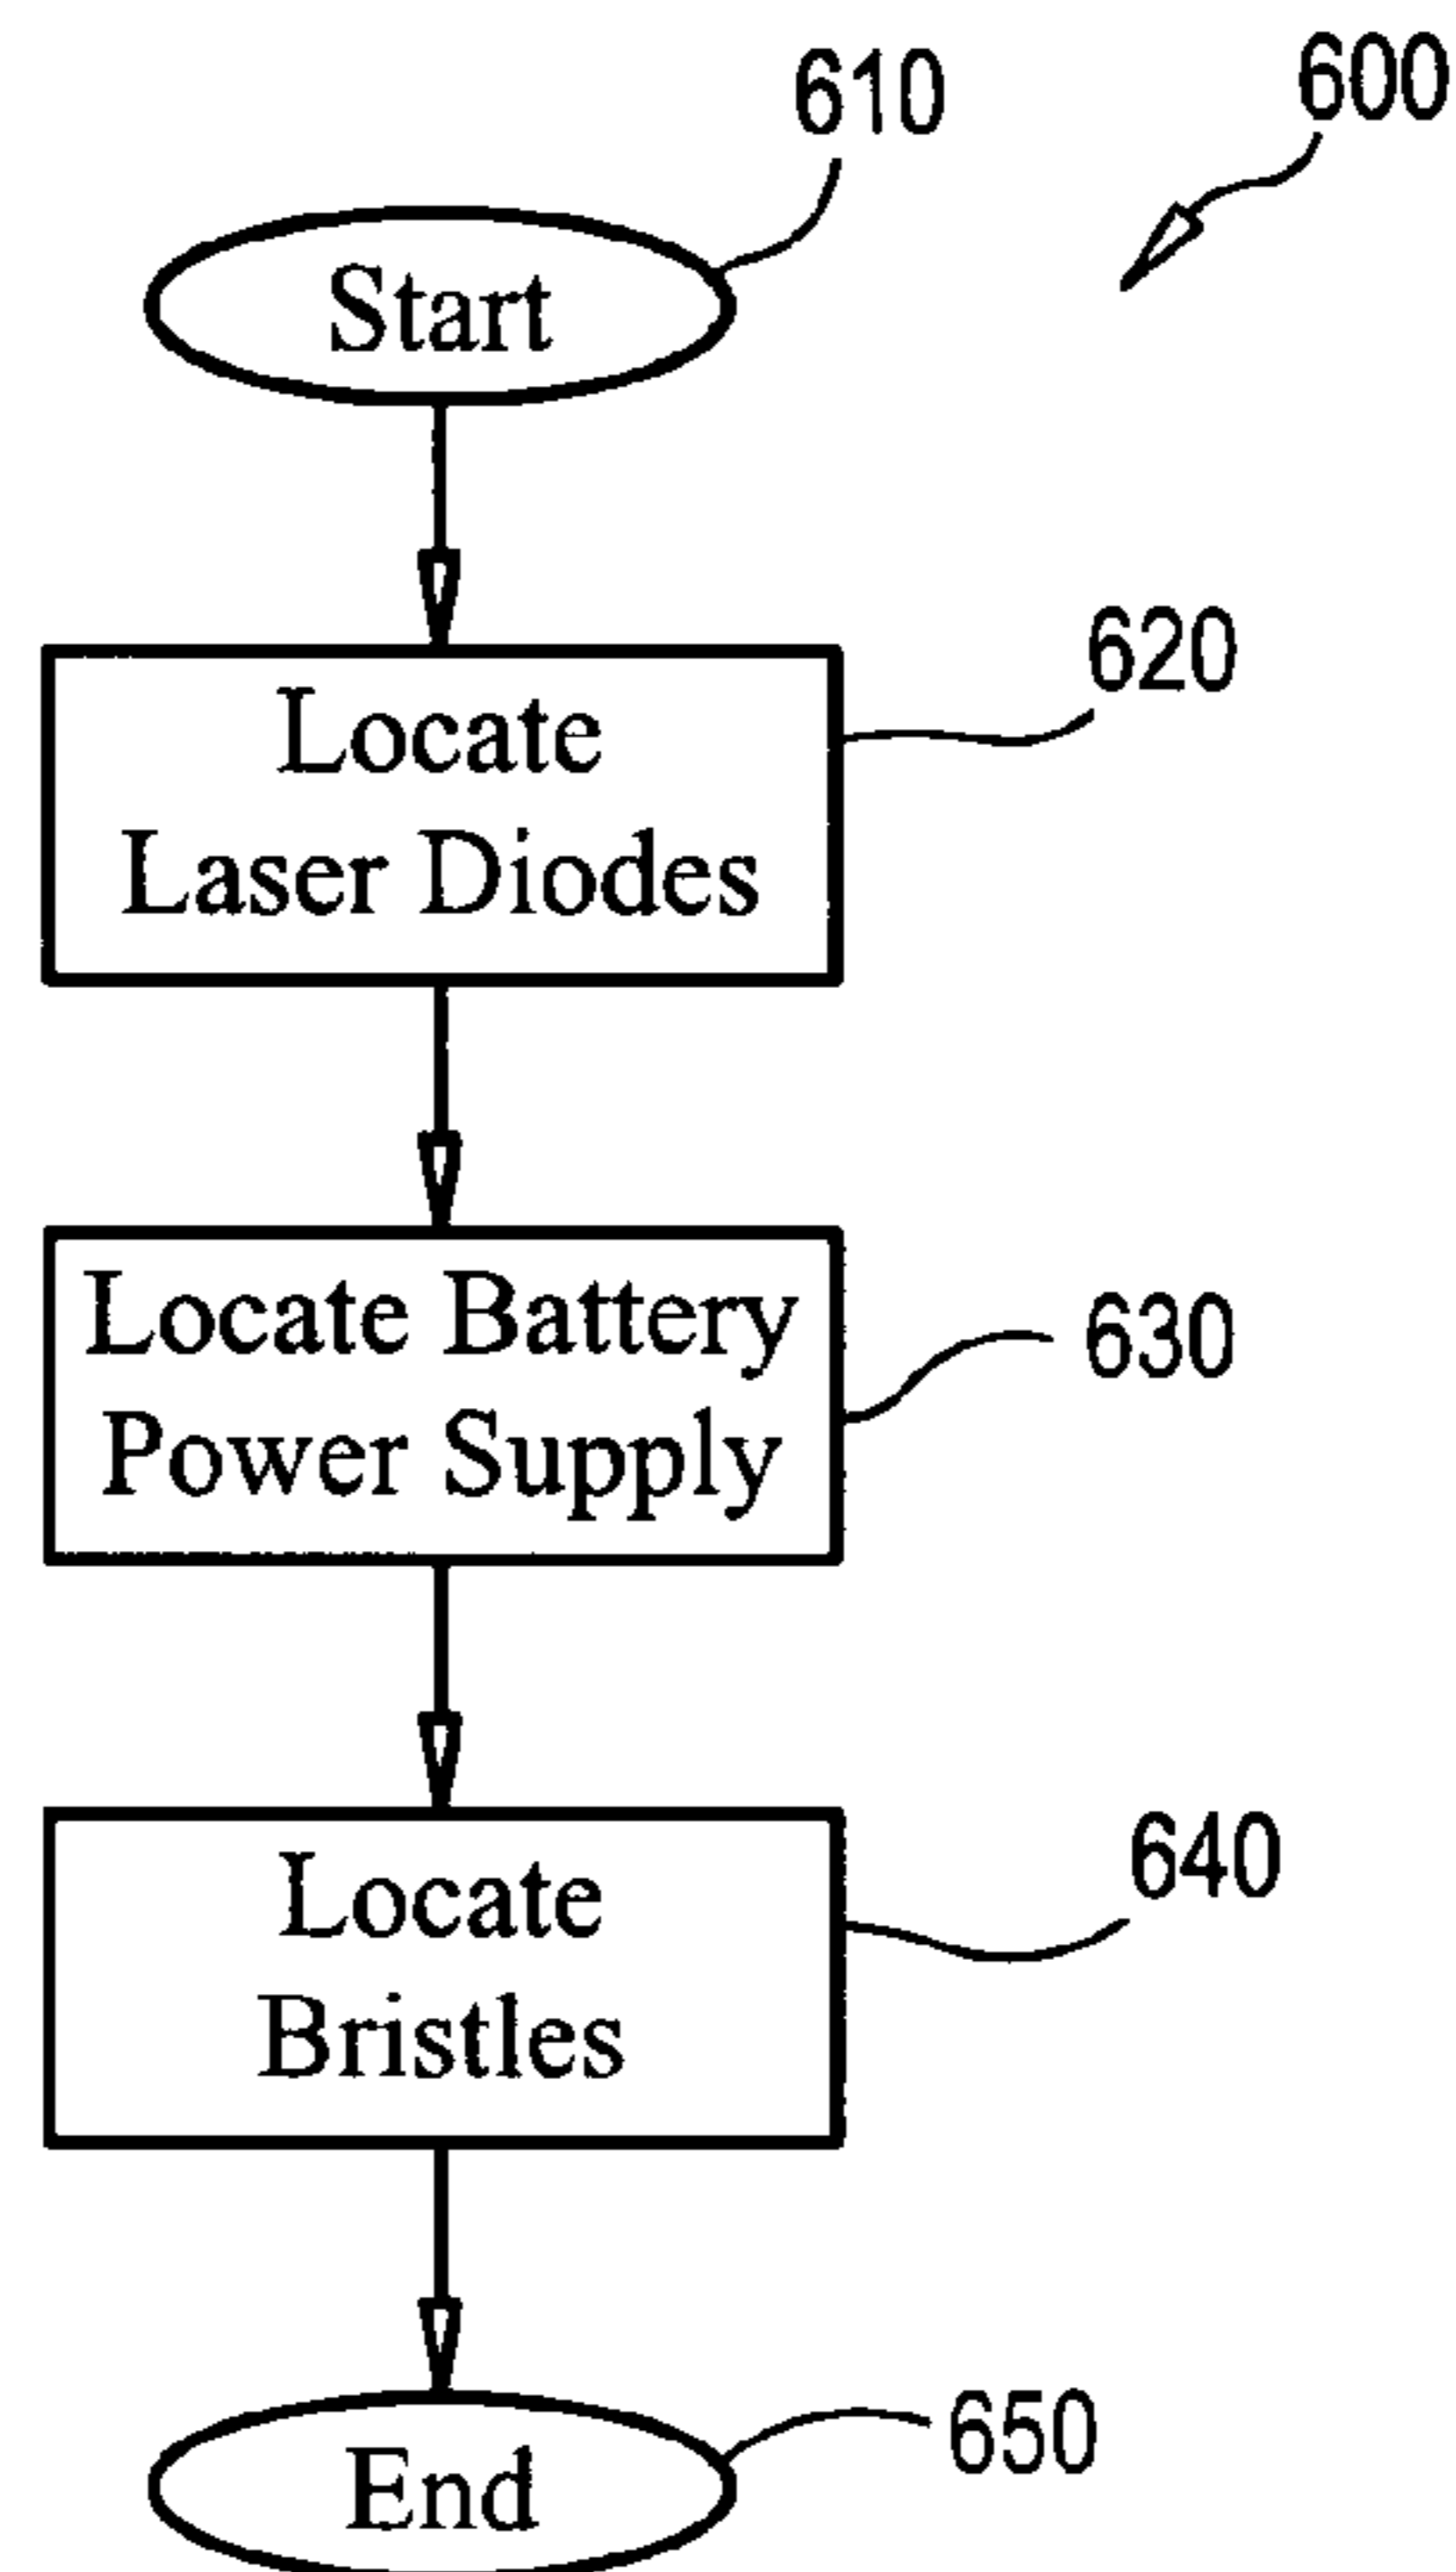 610
600
Start
Locate
Laser Diodes
620
Locate Battery
Power Supply
630
Locate
Bristles
640
End
650